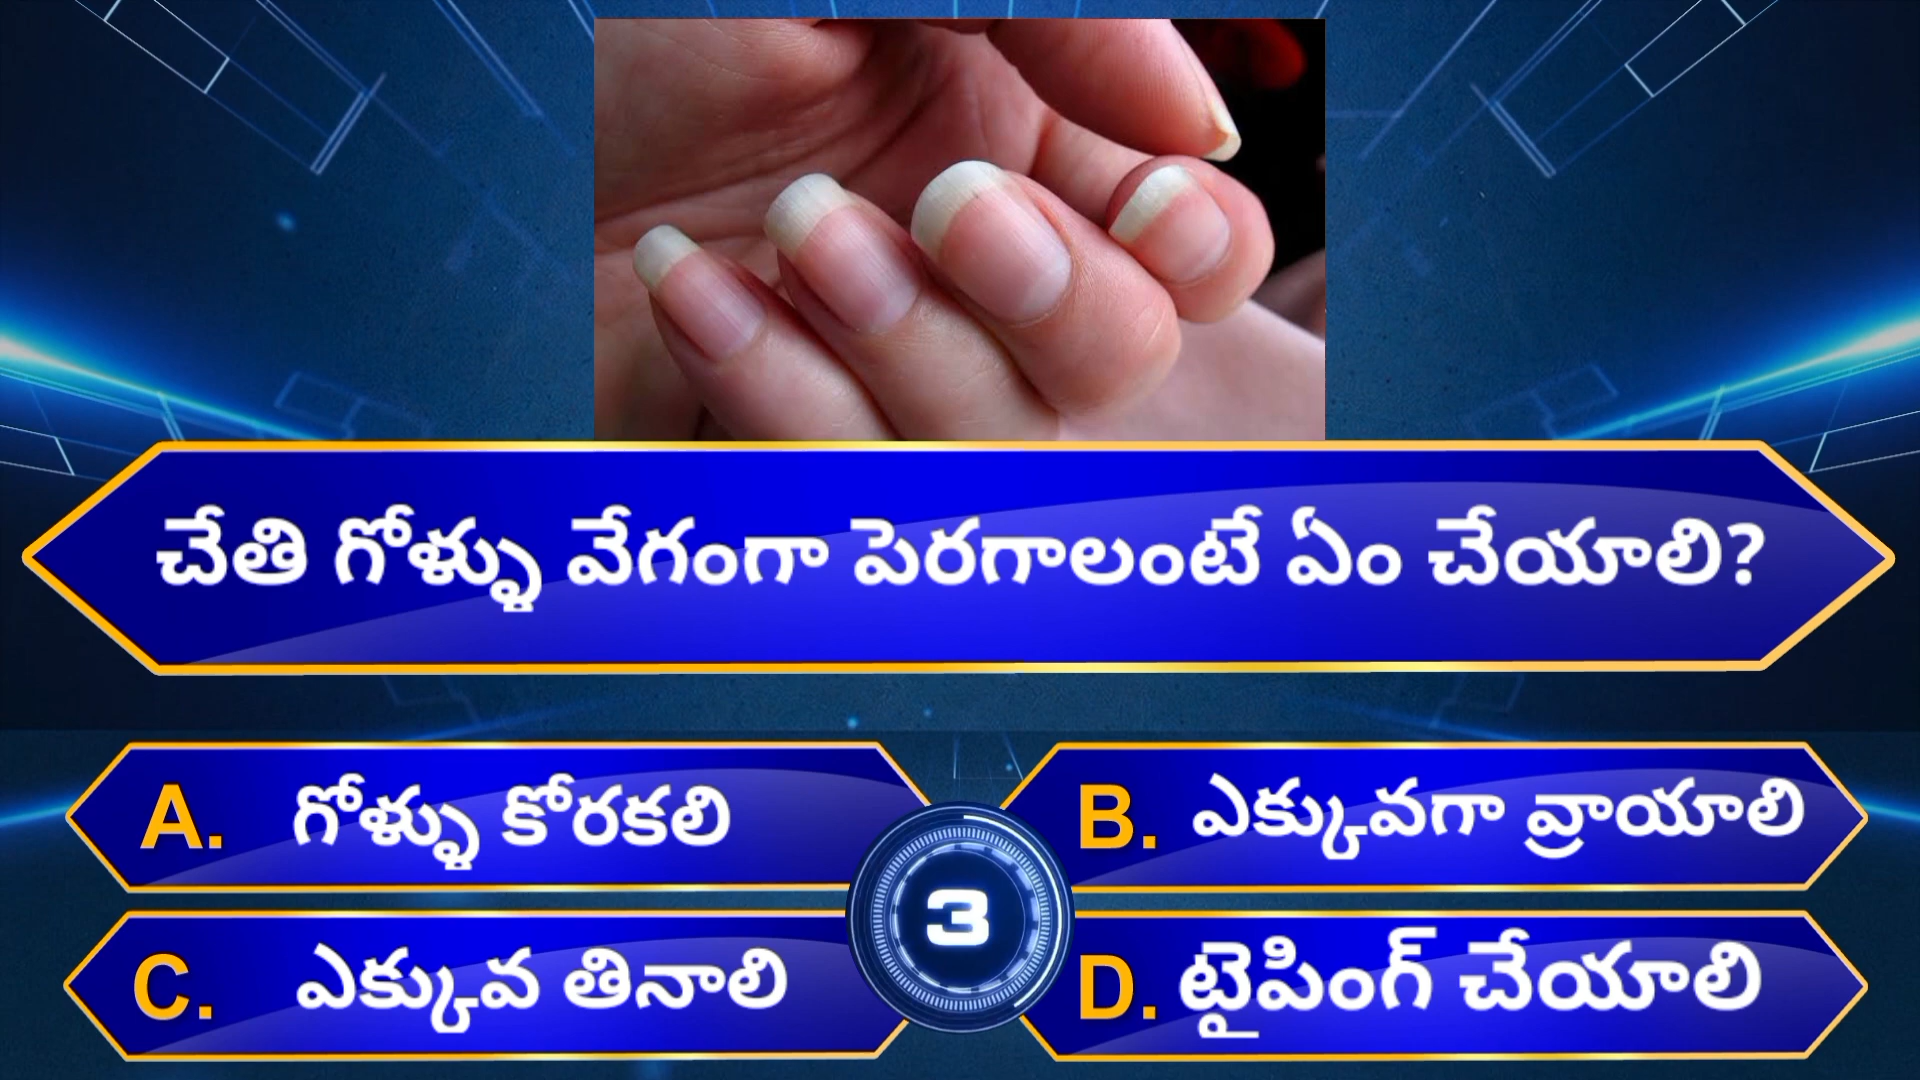 చేతి గోళ్ళు వేగంగా పెరగాలంటే ఏం చేయాలి?
A. గోళ్ళు కోరకలి
B. ఎక్కువగా వ్రాయాలి
3
C. ఎక్కువ తినాలి
D. టైపింగ్ చేయాలి